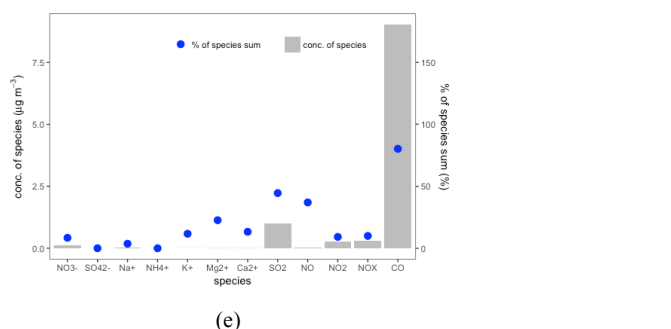 % of species sum conc. of species
7.5
5.0
2.5
0.0
conc. of species (µg m⁻³)
150
100
50
0
% of species sum (%)
NO3- SO42- Na+ NH4+ K+ Mg2+ Ca2+ SO2 NO NO2 NOX CO
species
(e)